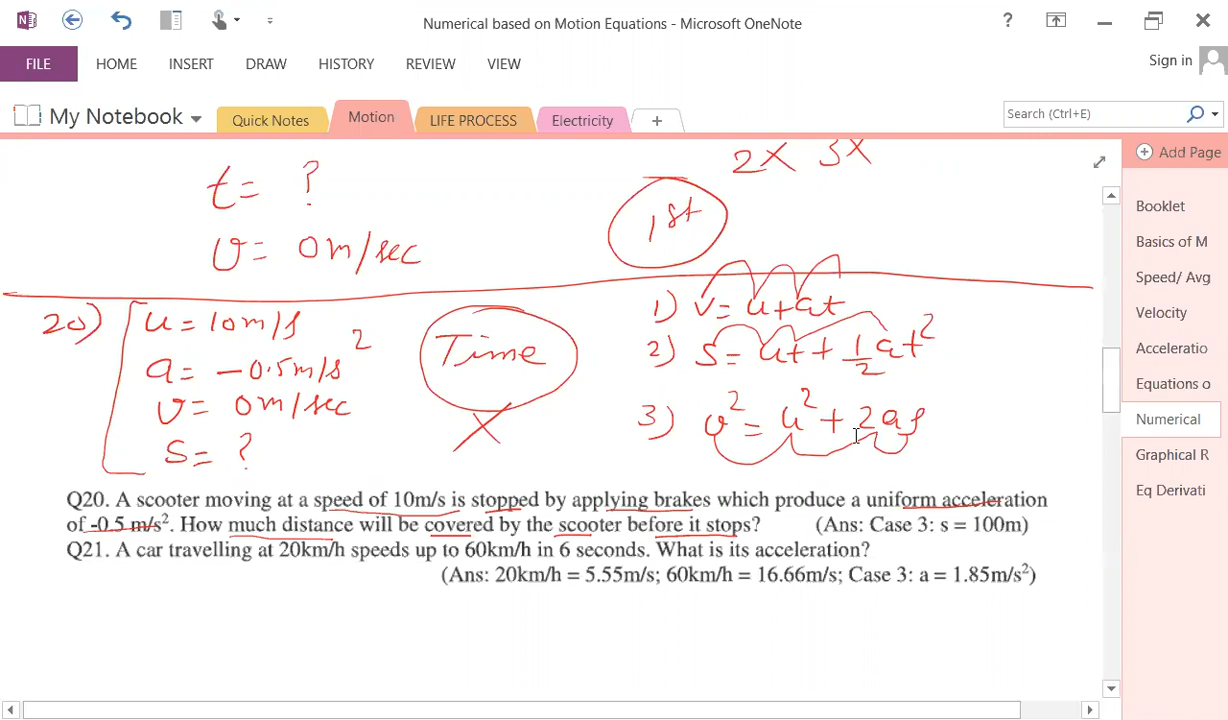 Numerical based on Motion Equations - Microsoft OneNote
?
FILE HOME INSERT DRAW HISTORY REVIEW VIEW
Sign in
My Notebook
Quick Notes Motion LIFE PROCESS Electricity +
Search (Ctrl+E)
Add Page
Booklet
Basics of M
Speed/ Avg
Velocity
Acceleratio
Equations o
Numerical
Graphical R
Eq Derivati
2X 3X
t = ?
1st
v = 0m/sec
20) u = 10m/s
a = -0.5m/s²
v = 0m/sec
s = ?
Time
X
1) v = u+at
2) s = ut + ½at²
3) v² = u² + 2as
Q20. A scooter moving at a speed of 10m/s is stopped by applying brakes which produce a uniform acceleration
of -0.5 m/s². How much distance will be covered by the scooter before it stops? (Ans: Case 3: s = 100m)
Q21. A car travelling at 20km/h speeds up to 60km/h in 6 seconds. What is its acceleration?
(Ans: 20km/h = 5.55m/s; 60km/h = 16.66m/s; Case 3: a = 1.85m/s²)